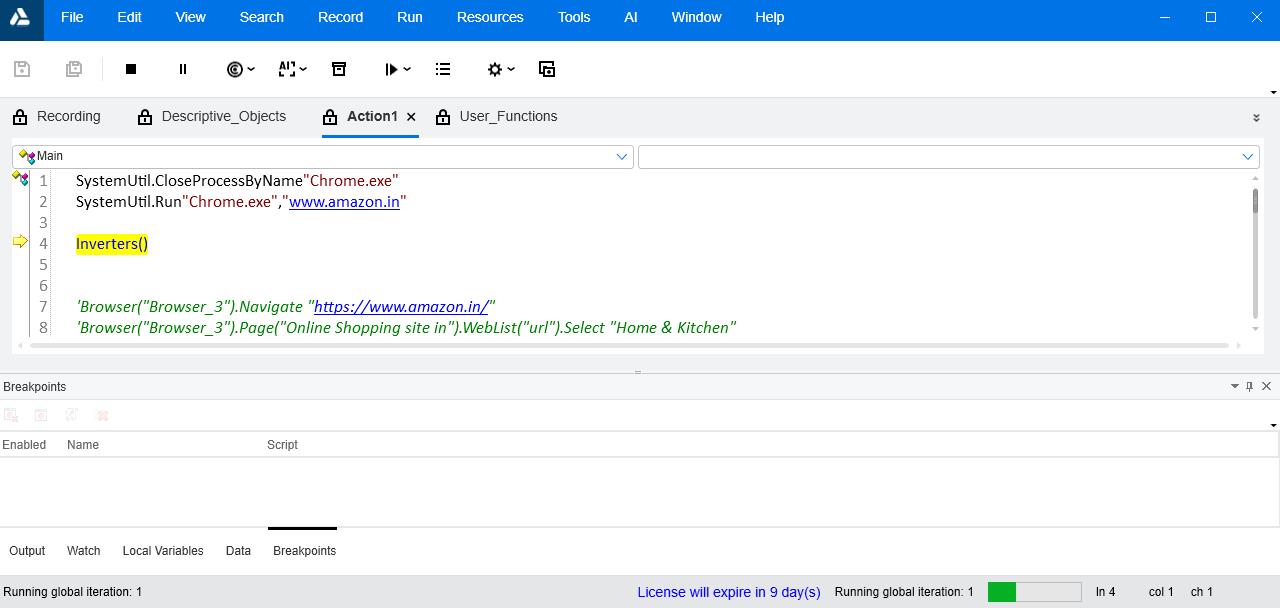 File Edit View Search Record Run Resources Tools AI Window Help
AI
Recording Descriptive_Objects Action1 User_Functions
Main
1 SystemUtil.CloseProcessByName"Chrome.exe"
2 SystemUtil.Run"Chrome.exe","www.amazon.in"
3
4 Inverters()
5
6
7 'Browser("Browser_3").Navigate "https://www.amazon.in/"
8 'Browser("Browser_3").Page("Online Shopping site in").WebList("url").Select "Home & Kitchen"
Breakpoints
Enabled Name Script
Output Watch Local Variables Data Breakpoints
Running global iteration: 1 License will expire in 9 day(s) Running global iteration: 1 ln 4 col 1 ch 1